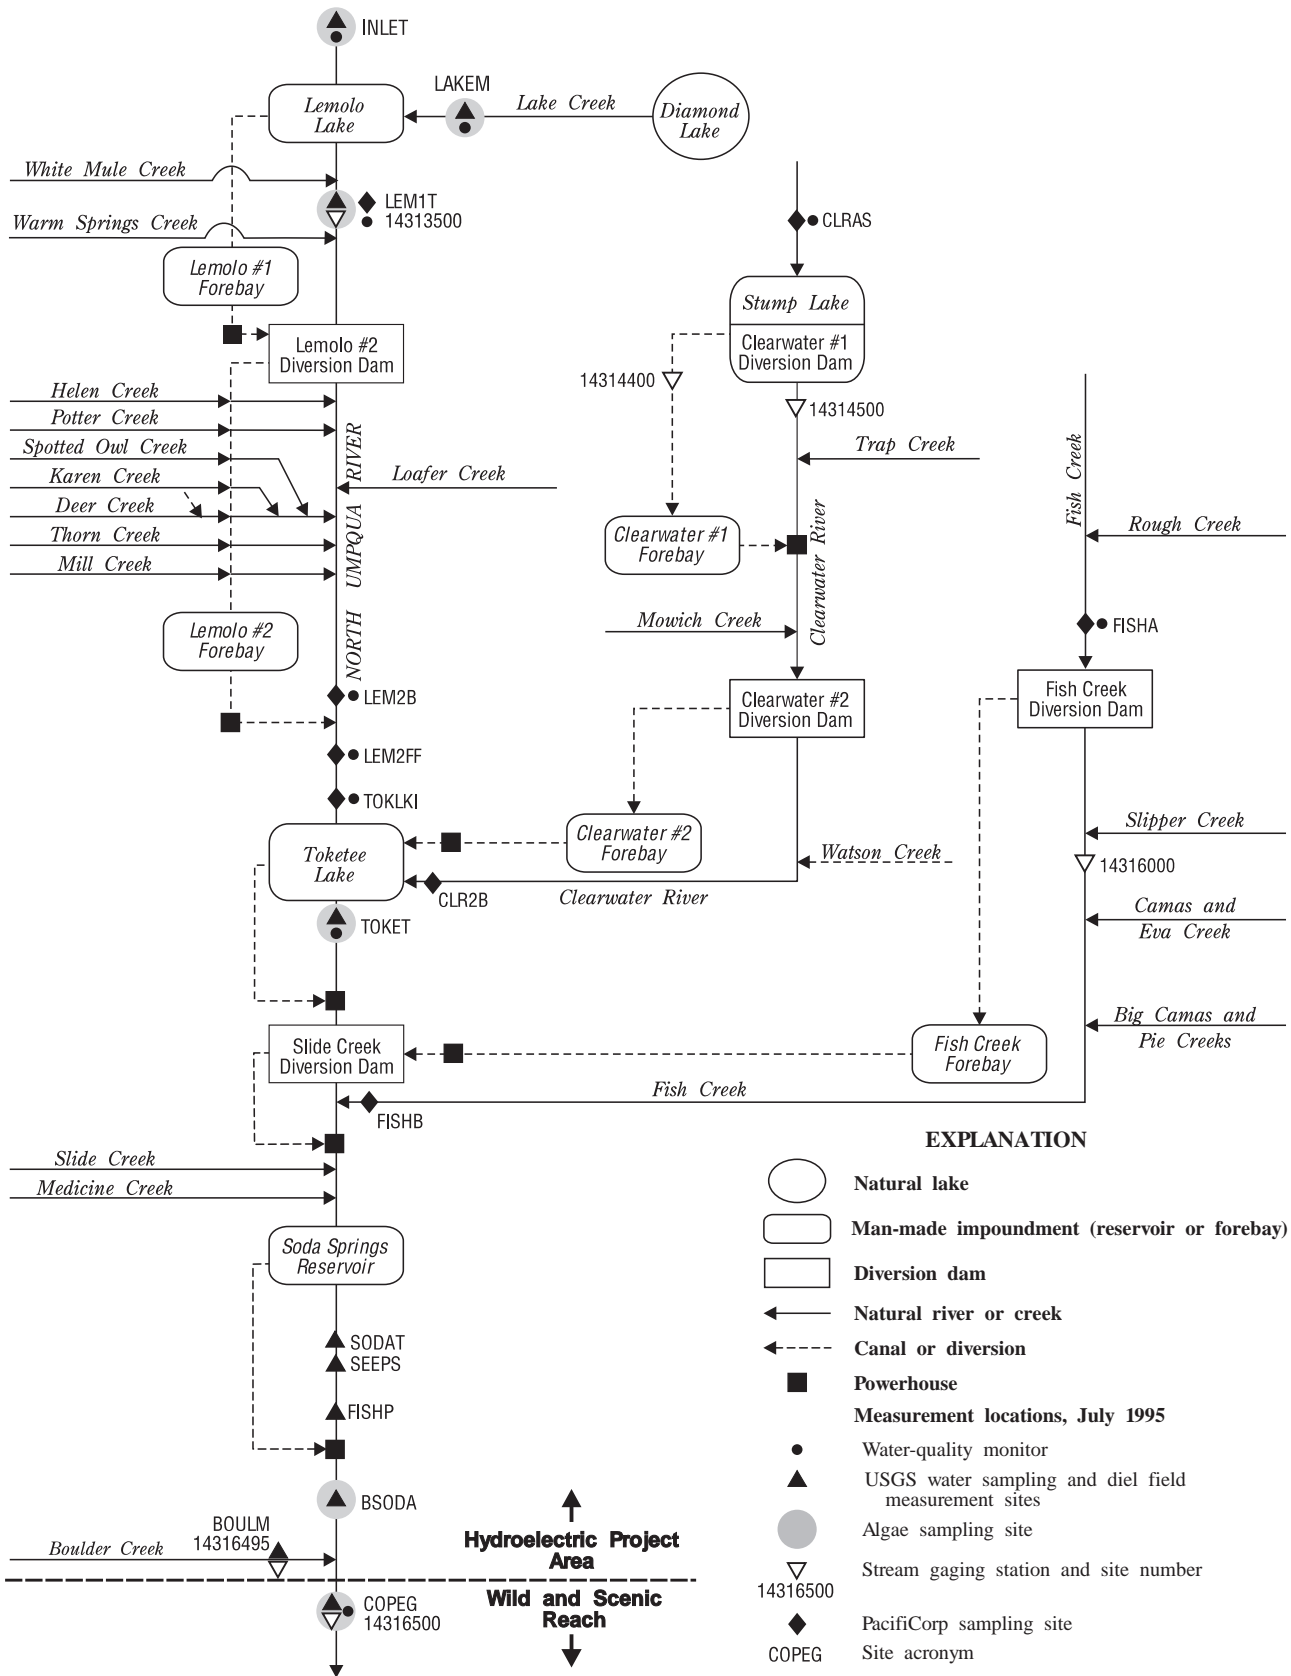 INLET
LAKEM
Lemolo
Lake
Lake Creek
Diamond
Lake
White Mule Creek
LEM1T
14313500
Warm Springs Creek
CLRAS
Lemolo #1
Forebay
Stump Lake
Clearwater #1
Diversion Dam
Lemolo #2
Diversion Dam
14314400
14314500
Helen Creek
Potter Creek
Spotted Owl Creek
Karen Creek
Deer Creek
Thorn Creek
Mill Creek
NORTH UMPQUA RIVER
Loafer Creek
Trap Creek
Fish Creek
Rough Creek
Clearwater #1
Forebay
Clearwater River
Mowich Creek
Lemolo #2
Forebay
FISHA
LEM2B
Clearwater #2
Diversion Dam
Fish Creek
Diversion Dam
LEM2FF
TOKLKI
Toketee
Lake
Clearwater #2
Forebay
Watson Creek
Slipper Creek
14316000
CLR2B
Clearwater River
TOKET
Camas and
Eva Creek
Slide Creek
Diversion Dam
Fish Creek
Forebay
Big Camas and
Pie Creeks
Fish Creek
FISHB
Slide Creek
Medicine Creek
Soda Springs
Reservoir
SODAT
SEEPS
FISHP
BSODA
BOULM
14316495
Boulder Creek
Hydroelectric Project
Area
Wild and Scenic
Reach
COPEG
14316500
EXPLANATION
Natural lake
Man-made impoundment (reservoir or forebay)
Diversion dam
Natural river or creek
Canal or diversion
Powerhouse
Measurement locations, July 1995
Water-quality monitor
USGS water sampling and diel field
measurement sites
Algae sampling site
Stream gaging station and site number
14316500
PacifiCorp sampling site
COPEG Site acronym